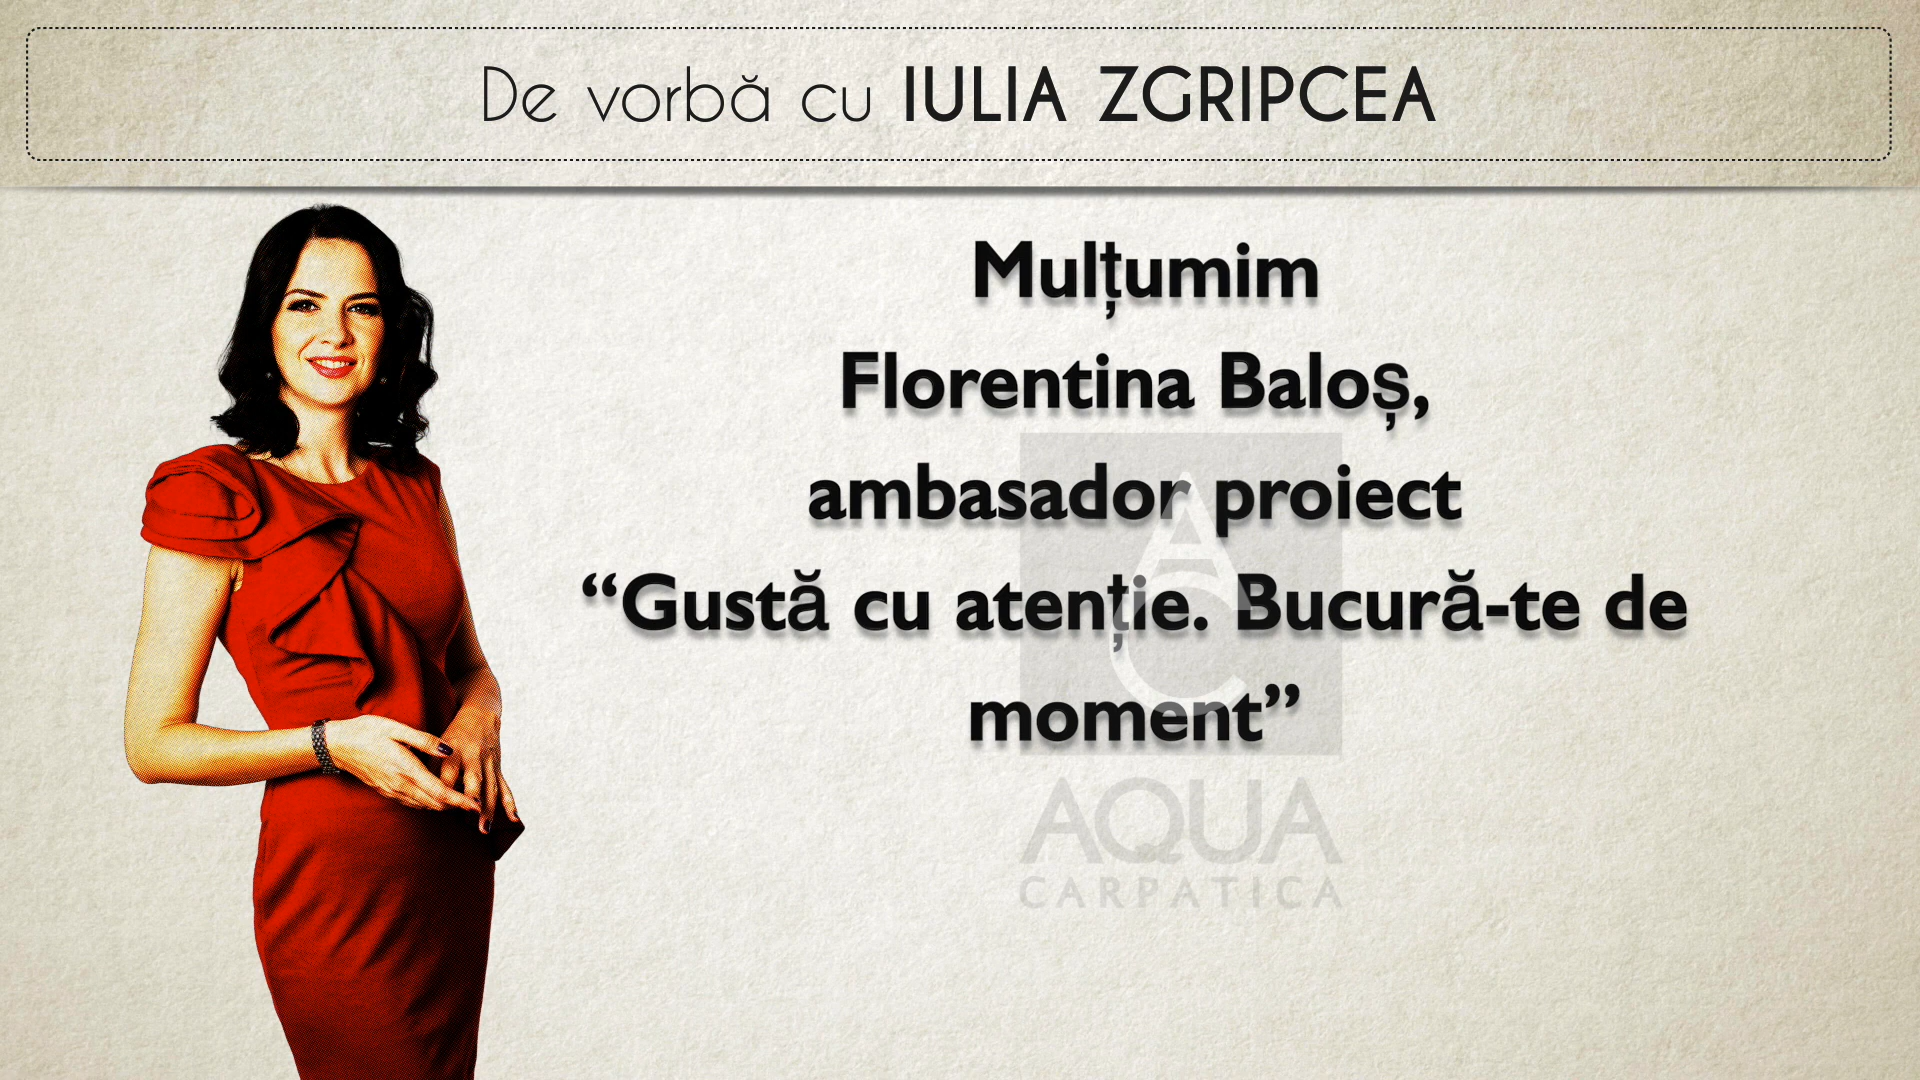 De vorbă cu IULIA ZGRIPCEA
Mulțumim
Florentina Baloș,
ambasador proiect
“Gustă cu atenție. Bucură-te de
moment”
AC
AQUA
CARPATICA